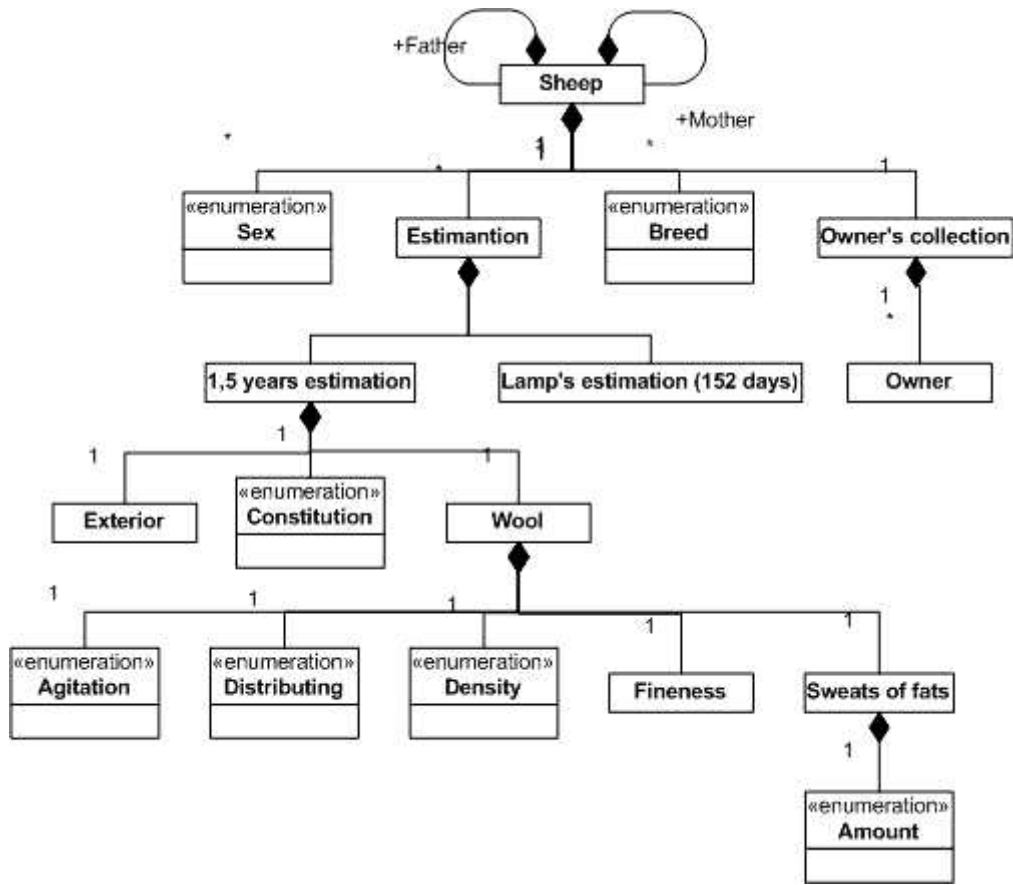 +Father
Sheep
+Mother
*
1
1
*
*
1
«enumeration»
Sex
Estimantion
«enumeration»
Breed
Owner's collection
1
*
1,5 years estimation
Lamp's estimation (152 days)
Owner
1
1
1
Exterior
«enumeration»
Constitution
Wool
1
1
1
1
1
«enumeration»
Agitation
«enumeration»
Distributing
«enumeration»
Density
Fineness
Sweats of fats
1
«enumeration»
Amount